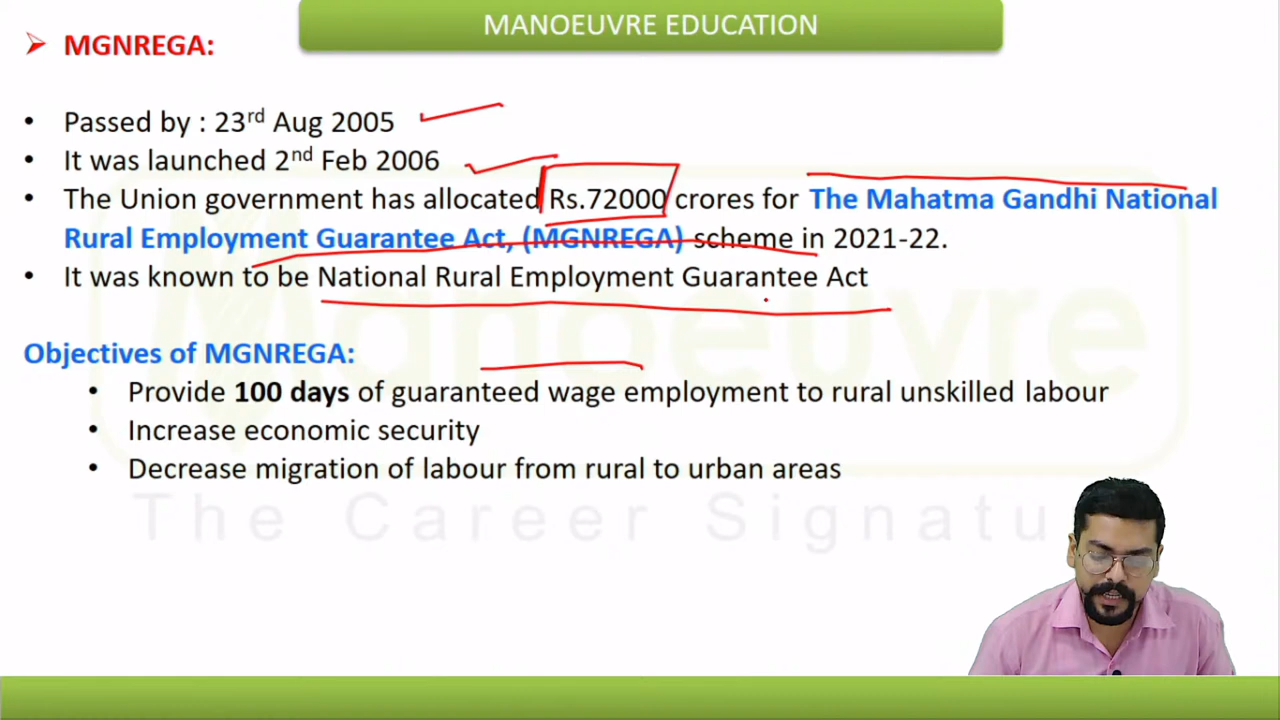 MANOEUVRE EDUCATION
➢ MGNREGA:
• Passed by : 23rd Aug 2005
• It was launched 2nd Feb 2006
• The Union government has allocated Rs.72000 crores for The Mahatma Gandhi National
Rural Employment Guarantee Act, (MGNREGA) scheme in 2021-22.
• It was known to be National Rural Employment Guarantee Act
Objectives of MGNREGA:
• Provide 100 days of guaranteed wage employment to rural unskilled labour
• Increase economic security
• Decrease migration of labour from rural to urban areas
Manoeuvre
The Career Signatu